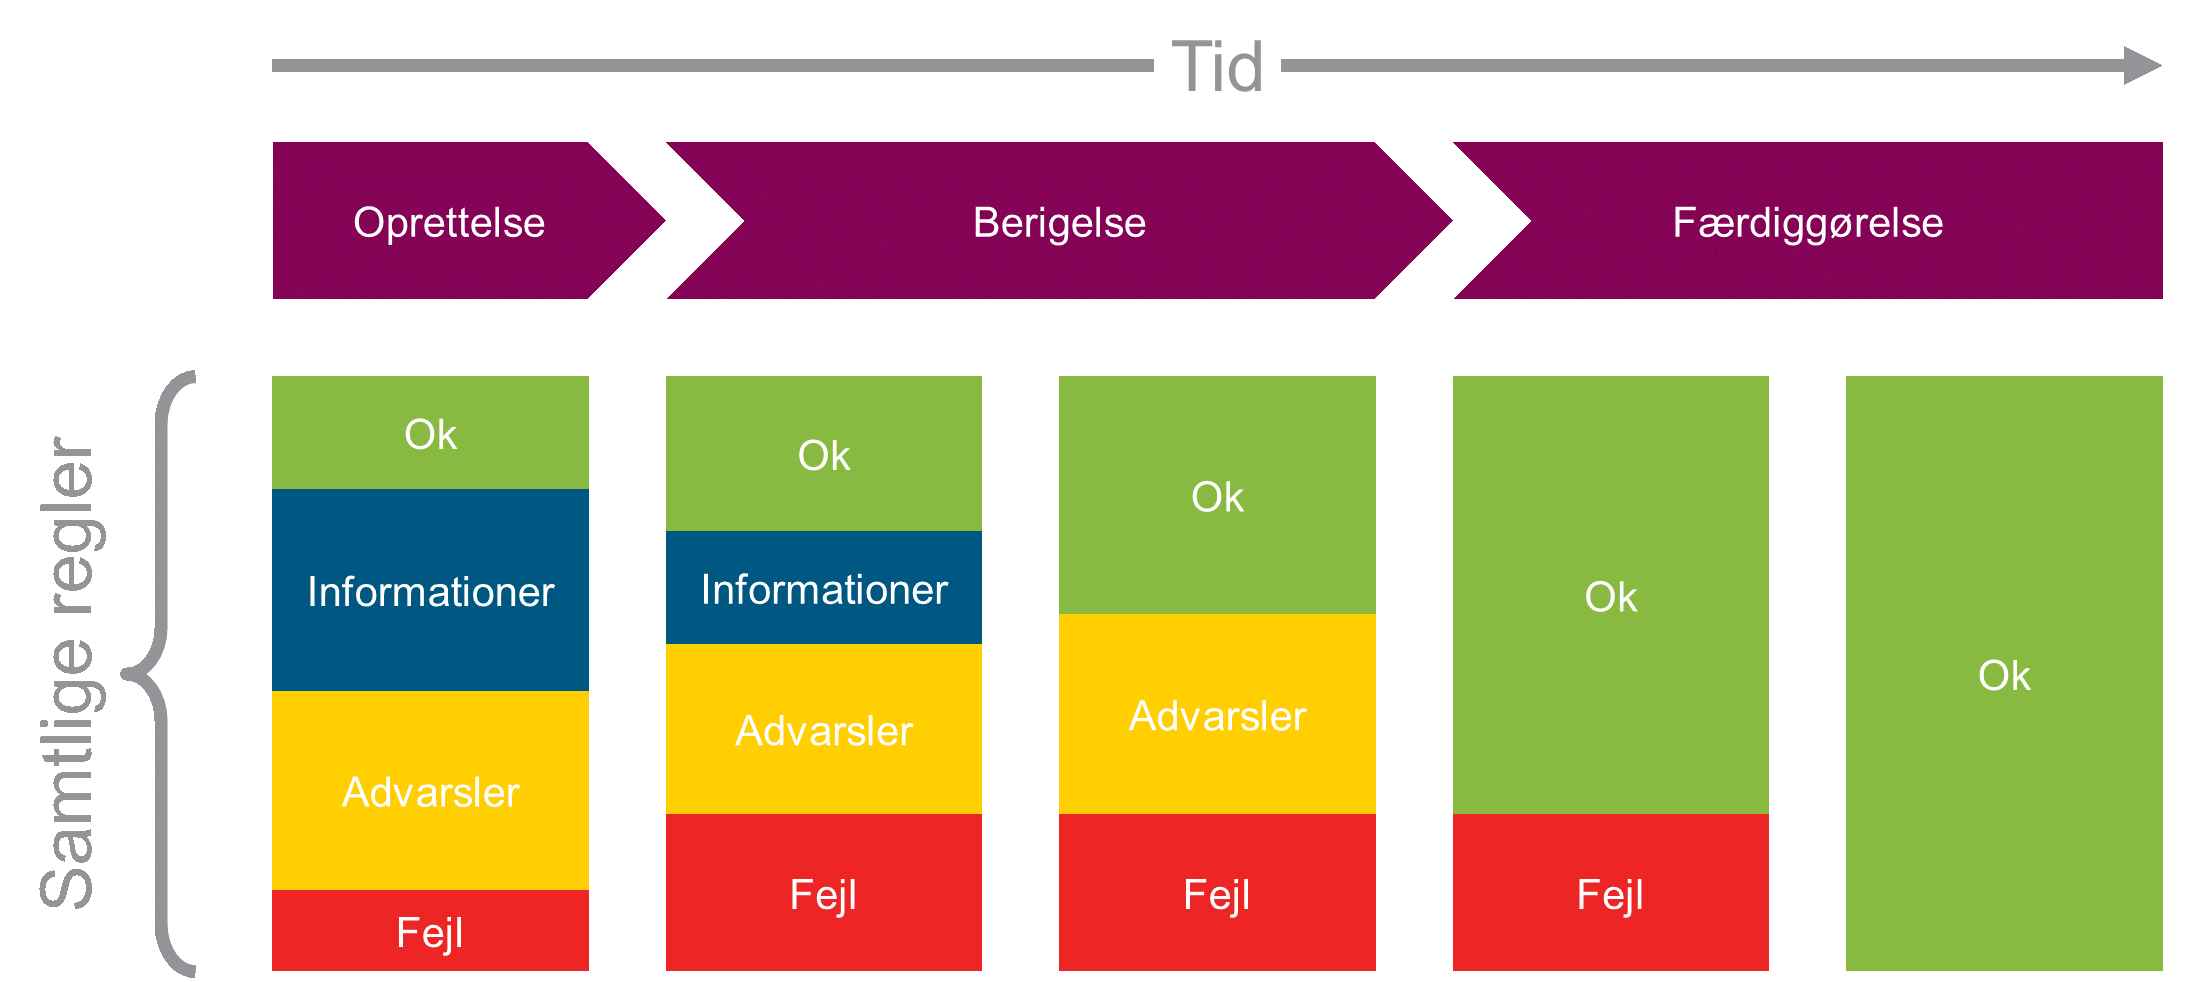 Tid
Oprettelse
Berigelse
Færdiggørelse
Samtlige regler
Ok
Informationer
Advarsler
Fejl
Ok
Informationer
Advarsler
Fejl
Ok
Advarsler
Fejl
Ok
Fejl
Ok